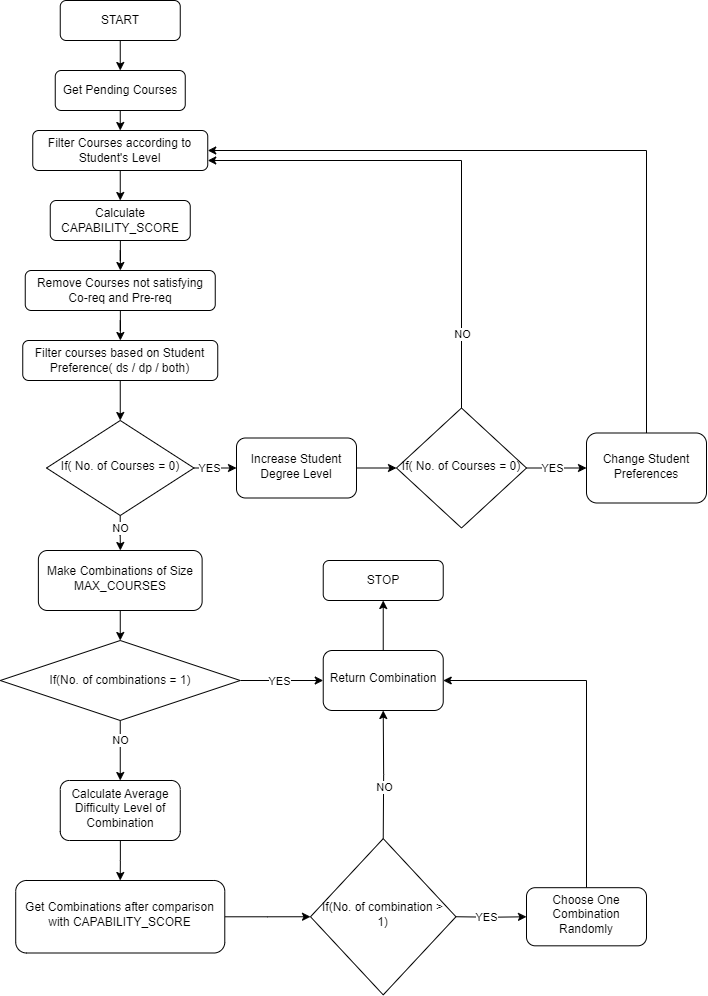 START
Get Pending Courses
Filter Courses according to
Student's Level
Calculate
CAPABILITY_SCORE
Remove Courses not satisfying
Co-req and Pre-req
Filter courses based on Student
Preference( ds / dp / both)
If( No. of Courses = 0)
YES
Increase Student
Degree Level
If( No. of Courses = 0)
NO
YES
Change Student
Preferences
NO
Make Combinations of Size
MAX_COURSES
If(No. of combinations = 1)
YES
Return Combination
STOP
NO
Calculate Average
Difficulty Level of
Combination
Get Combinations after comparison
with CAPABILITY_SCORE
If(No. of combination >
1)
NO
YES
Choose One
Combination
Randomly